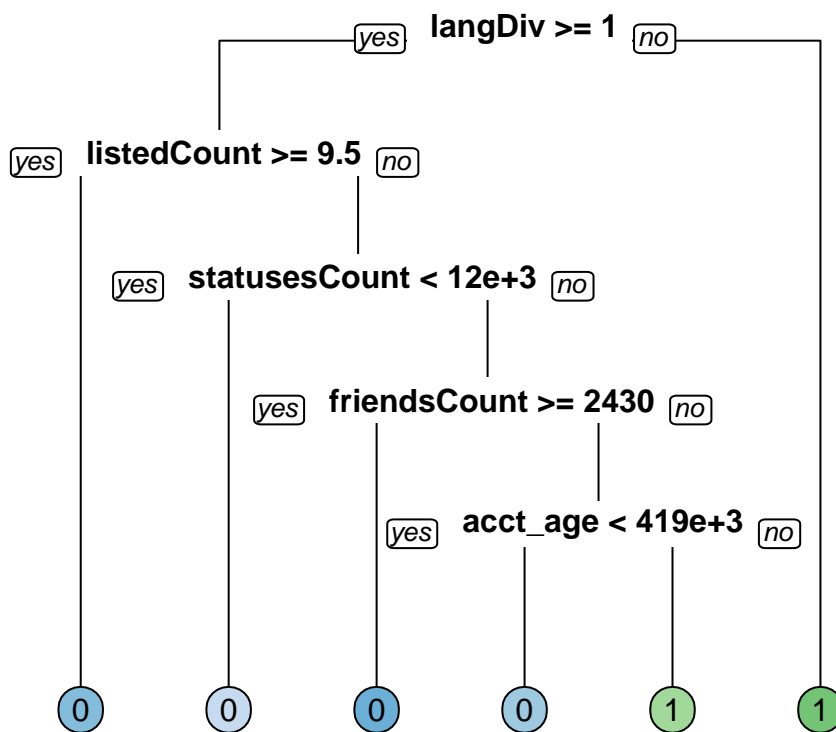 yes langDiv >= 1 no
yes listedCount >= 9.5 no
yes statusesCount < 12e+3 no
yes friendsCount >= 2430 no
yes acct_age < 419e+3 no
0 0 0 0 1 1